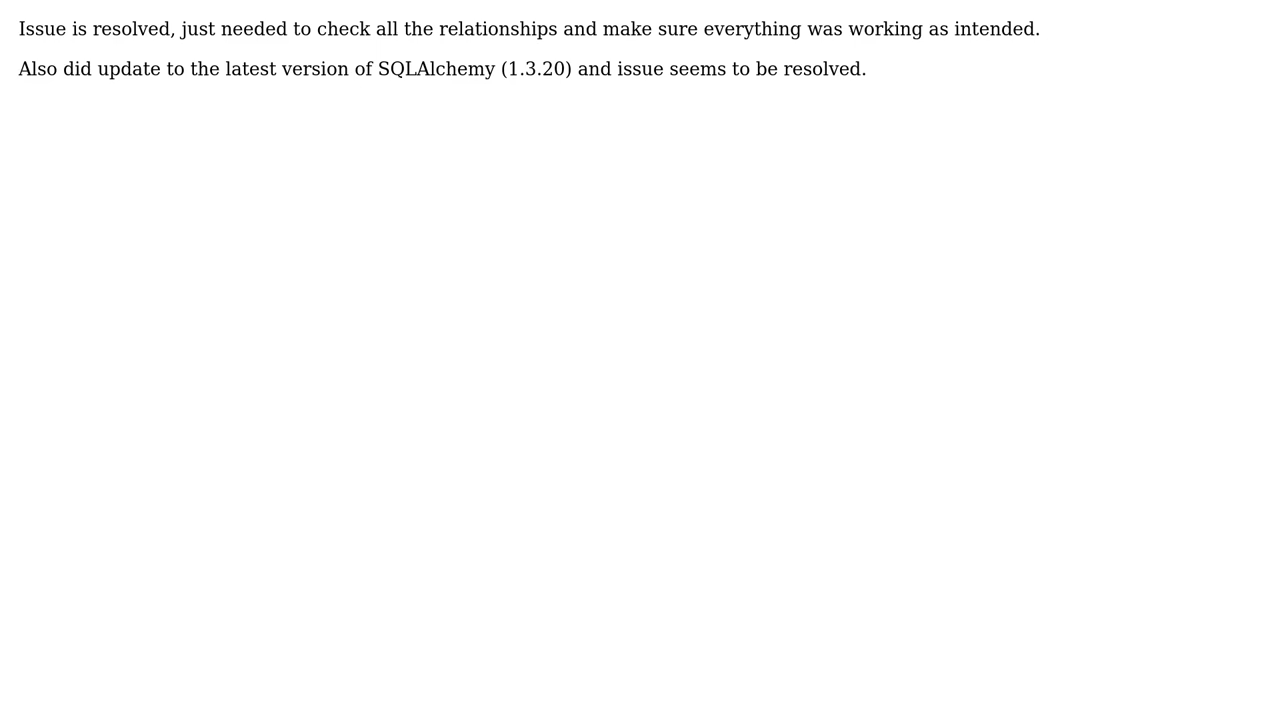 Issue is resolved, just needed to check all the relationships and make sure everything was working as intended.
Also did update to the latest version of SQLAlchemy (1.3.20) and issue seems to be resolved.